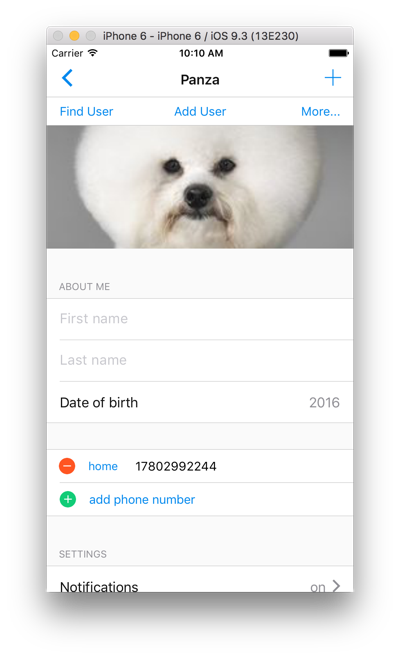 iPhone 6 - iPhone 6 / iOS 9.3 (13E230)
Carrier 10:10 AM
Panza
Find User Add User More...
ABOUT ME
First name
Last name
Date of birth 2016
home 17802992244
add phone number
SETTINGS
Notifications on